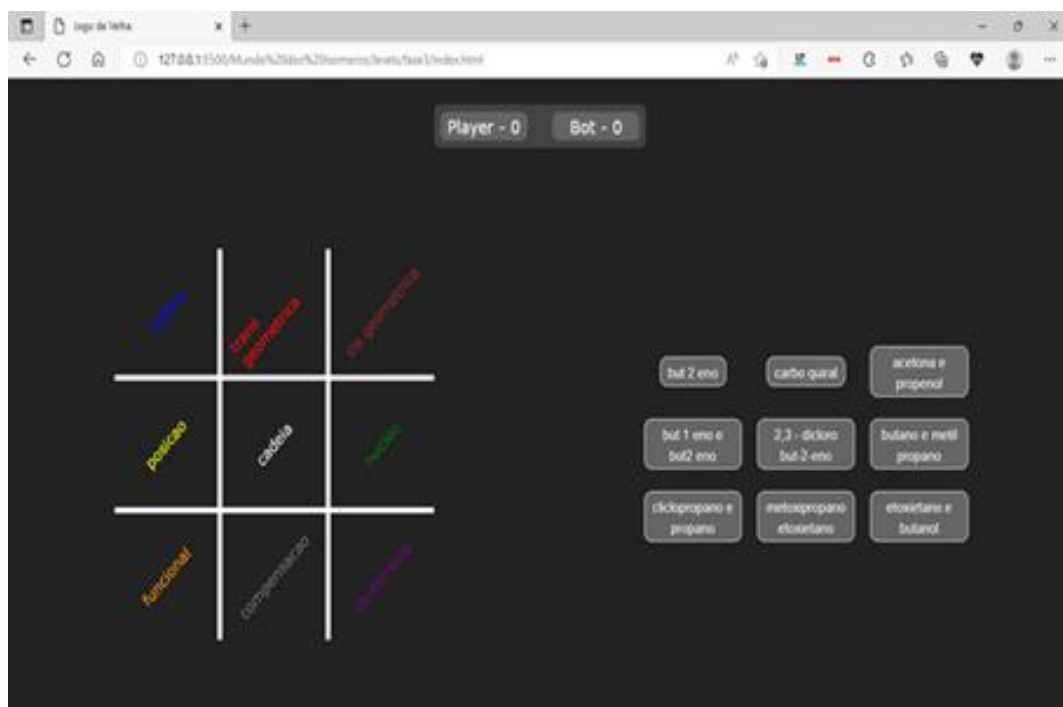 Jogo da Velha
Player - 0
Bot - 0
trans
geometrica
cis geometrica
posicao
cadeia
nucleo
funcional
compensacao
but 2 eno
carbo quiral
acetona e
propenol
but 1 eno e
but2 eno
2,3 - dicloro
but-2-eno
butano e metil
propano
cliclopropano e
propano
metoxipropano
etoxietano
etoxietano e
butanol